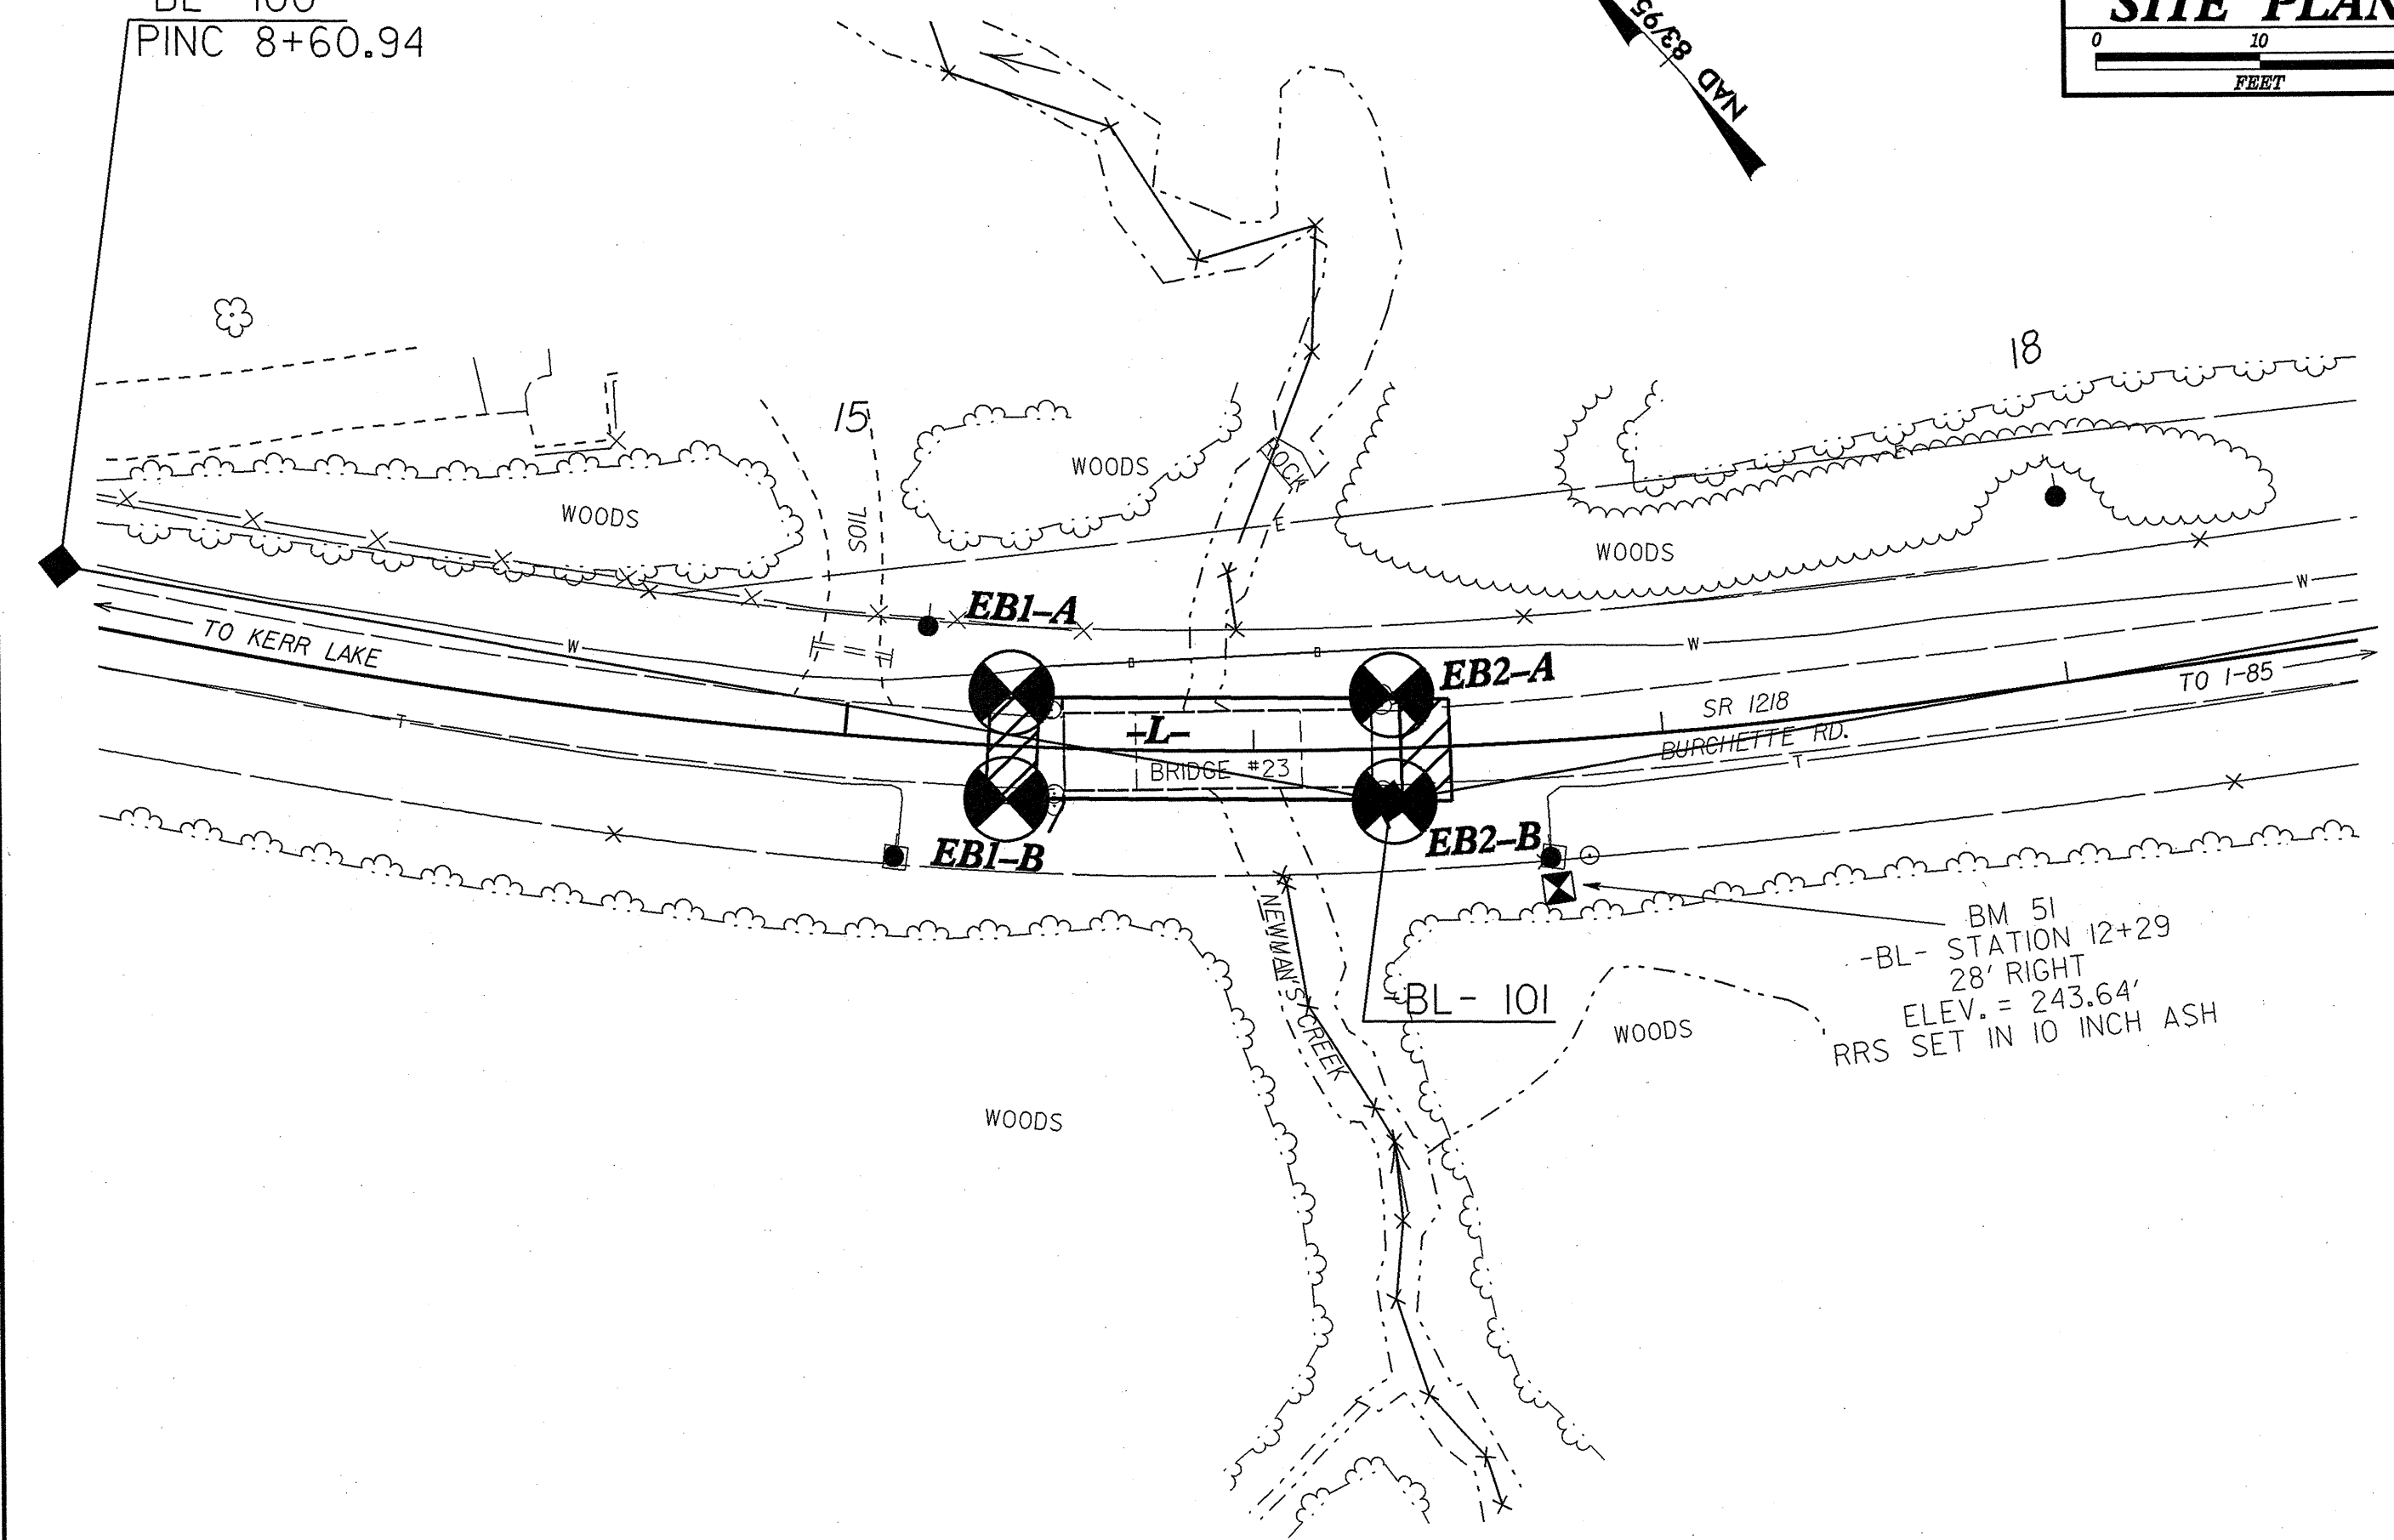 BL 100
PINC 8+60.94
NAD 83/95
SITE PLAN
0 10
FEET
18
15
WOODS
WOODS
ROCK
SOIL
WOODS
E
E
WOODS
EB1-A
W
W
W
TO KERR LAKE
EB2-A
TO I-85
SR 1218
-L-
BURCHETTE RD.
T
T
BRIDGE #23
EB1-B
EB2-B
NEWMAN'S CREEK
BM 51
-BL- STATION 12+29
28' RIGHT
ELEV. = 243.64'
RRS SET IN 10 INCH ASH
-BL- 101
WOODS
WOODS